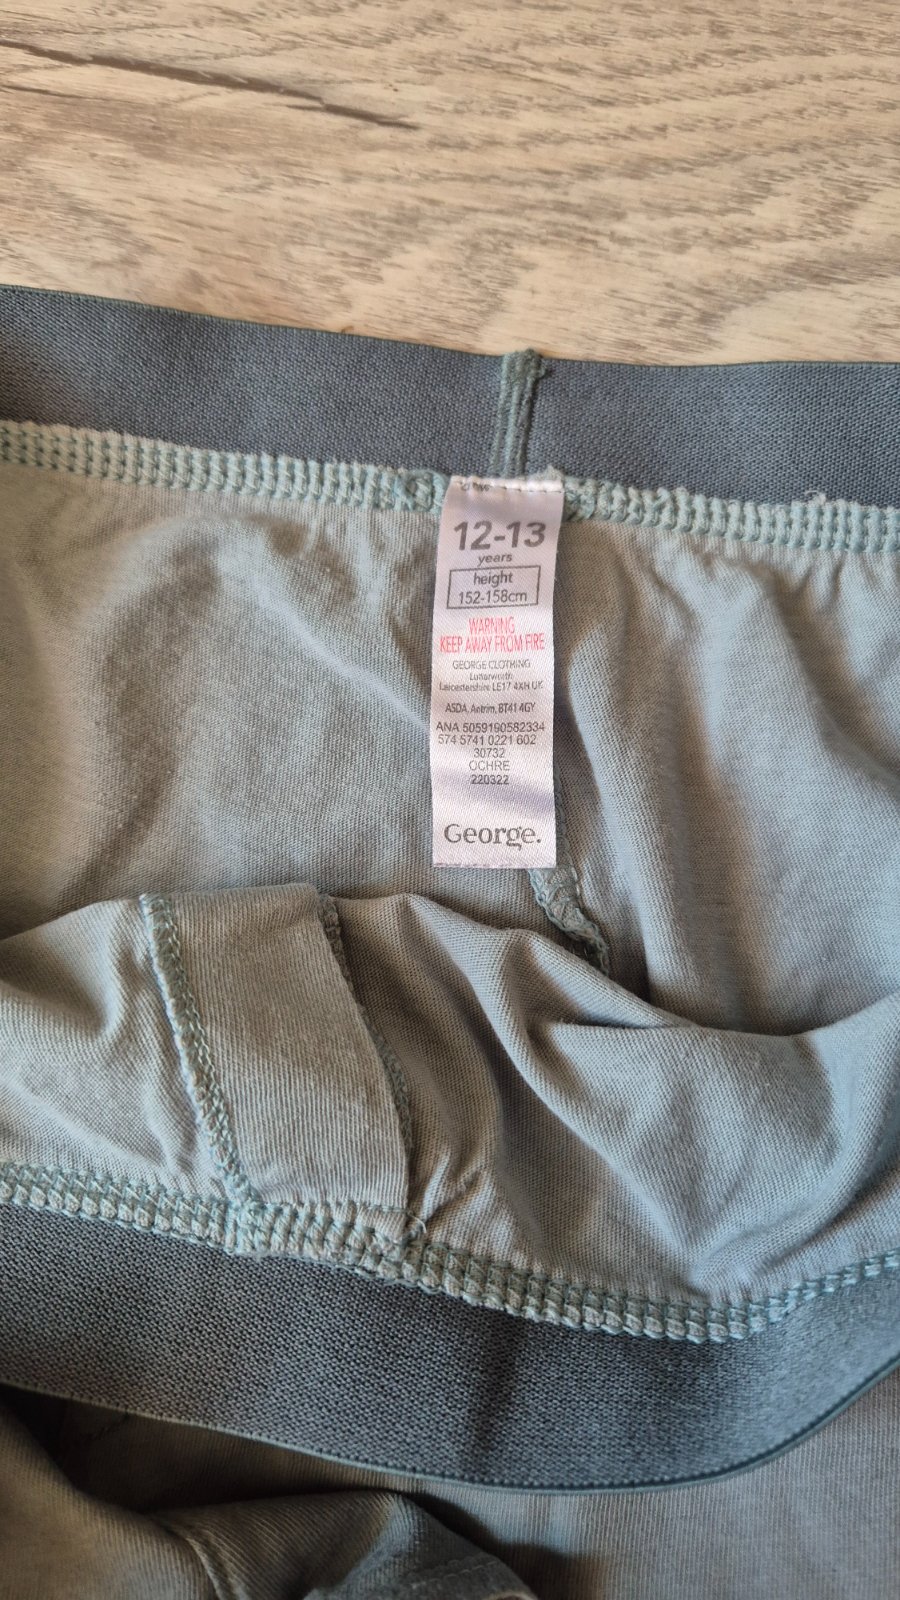 12-13
years
height
152-158cm
WARNING
KEEP AWAY FROM FIRE
GEORGE CLOTHING
Lutterworth
Leicestershire LE17 4XH UK
ASDA, Antrim, BT41 4GY
ANA 5059190582334
574 5741 0221 602
30732
OCHRE
220322
George.